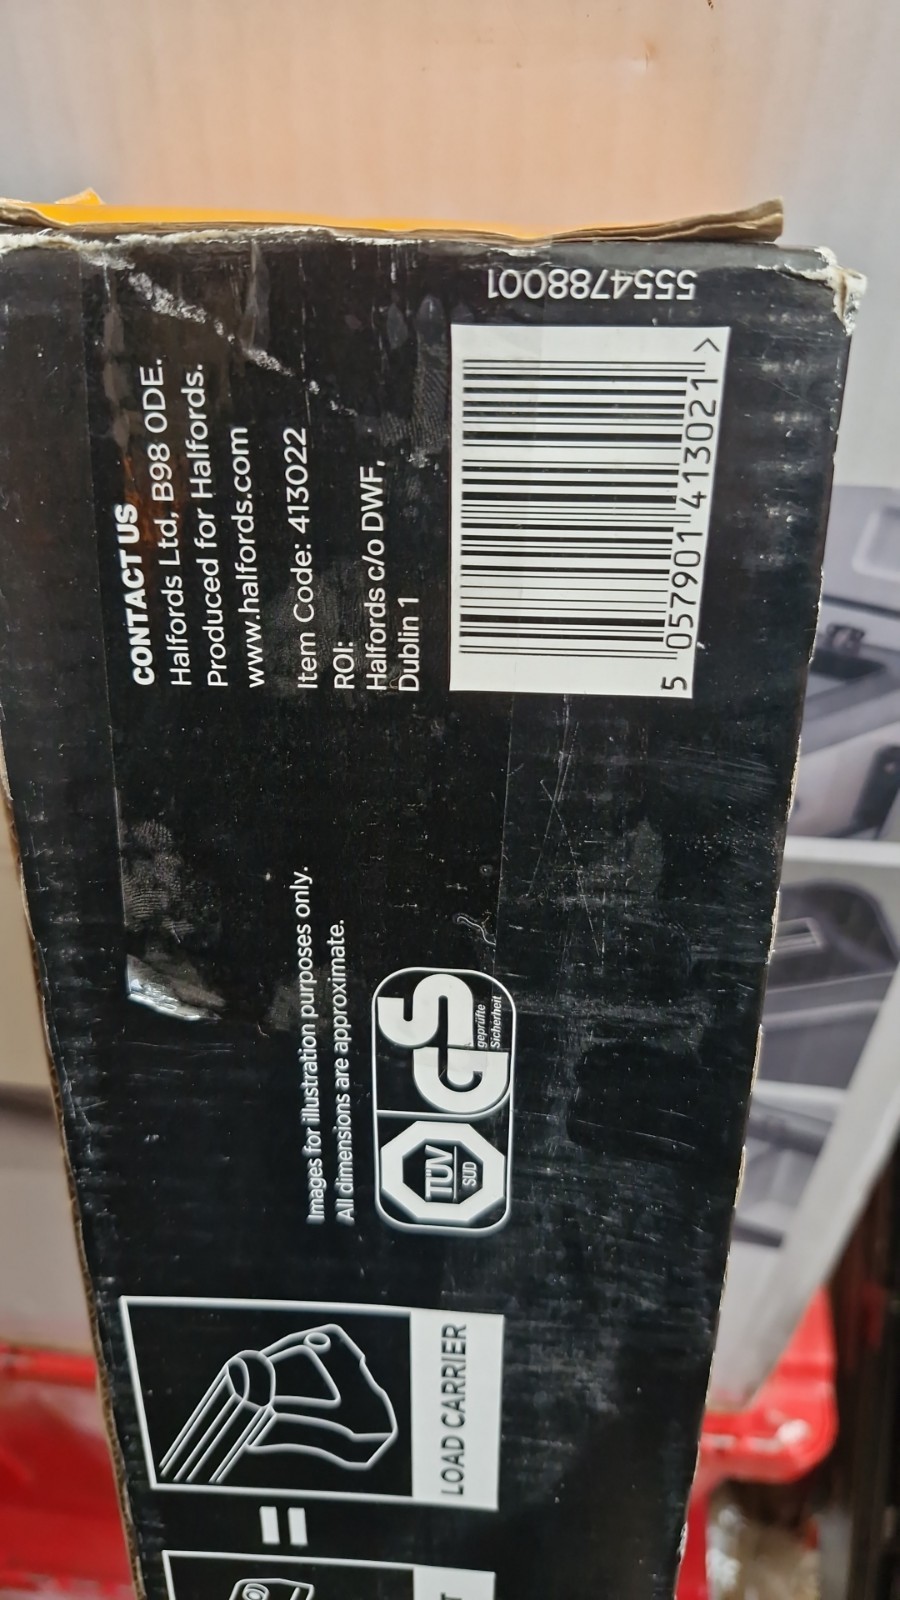 5554788001
CONTACT US
Halfords Ltd, B98 0DE.
Produced for Halfords.
www.halfords.com
Item Code: 413022
ROI:
Halfords c/o DWF,
Dublin 1
5 057901 413021 >
Images for illustration purposes only.
All dimensions are approximate.
TÜV
SÜD
GS
geprüfte
Sicherheit
LOAD CARRIER
=